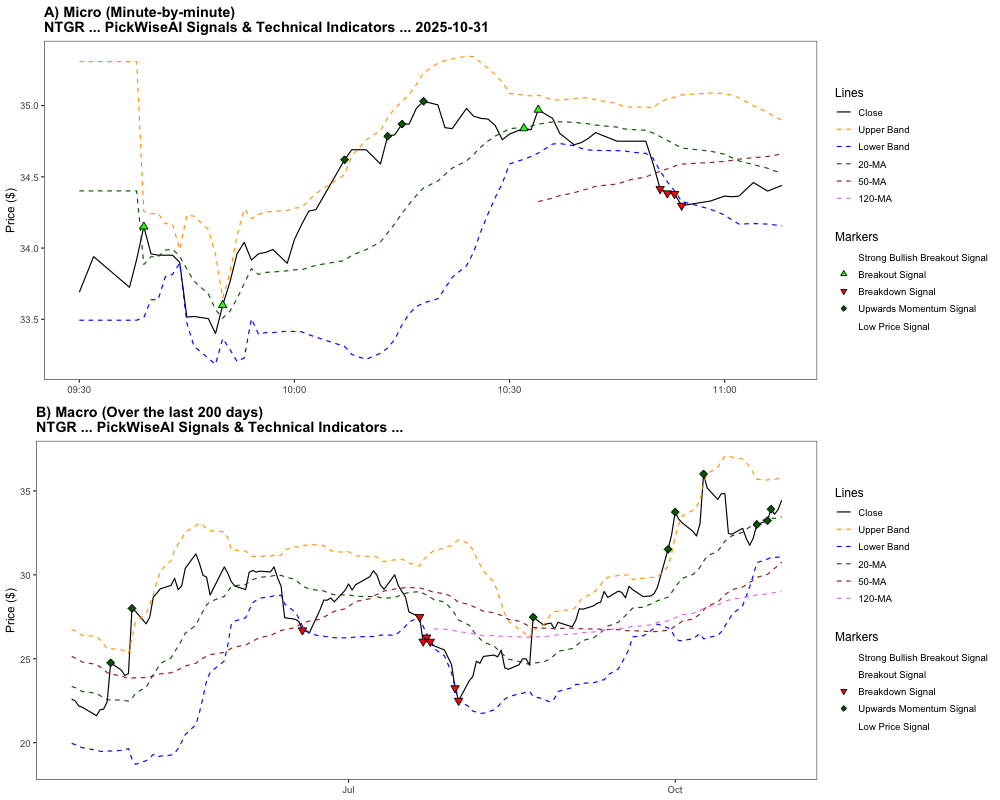 A) Micro (Minute-by-minute)
NTGR ... PickWiseAI Signals & Technical Indicators ... 2025-10-31
Price ($)
35.0
34.5
34.0
33.5
09:30
10:00
10:30
11:00
Lines
Close
Upper Band
Lower Band
20-MA
50-MA
120-MA
Markers
Strong Bullish Breakout Signal
Breakout Signal
Breakdown Signal
Upwards Momentum Signal
Low Price Signal
B) Macro (Over the last 200 days)
NTGR ... PickWiseAI Signals & Technical Indicators ...
Price ($)
35
30
25
20
Jul
Oct
Lines
Close
Upper Band
Lower Band
20-MA
50-MA
120-MA
Markers
Strong Bullish Breakout Signal
Breakout Signal
Breakdown Signal
Upwards Momentum Signal
Low Price Signal